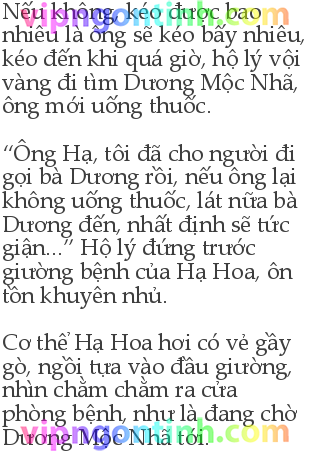 Nếu không, kéo được bao
vipngontinh.com
nhiêu là ông sẽ kéo bấy nhiêu,
kéo đến khi quá giờ, hộ lý vội
vàng đi tìm Dương Mộc Nhã,
ông mới uống thuốc.
“Ông Hạ, tôi đã cho người đi
gọi bà Dương rồi, nếu ông lại
không uống thuốc, lát nữa bà
Dương đến, nhất định sẽ tức
giận...” Hộ lý đứng trước
giường bệnh của Hạ Hoa, ôn
tồn khuyên nhủ.
Cơ thể Hạ Hoa hơi có vẻ gầy
gò, ngồi tựa vào đầu giường,
nhìn chằm chằm ra cửa
phòng bệnh, như là đang chờ
vipngontinh.com
Dương Mộc Nhã tới.